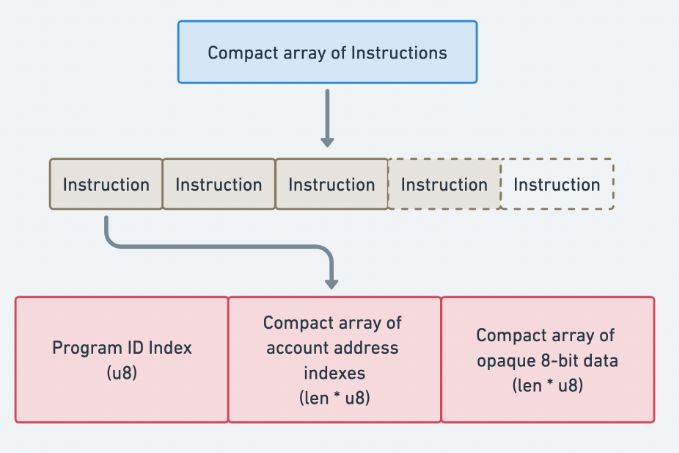 Compact array of Instructions
Instruction Instruction Instruction Instruction Instruction
Program ID Index
(u8)
Compact array of
account address
indexes
(len * u8)
Compact array of
opaque 8-bit data
(len * u8)